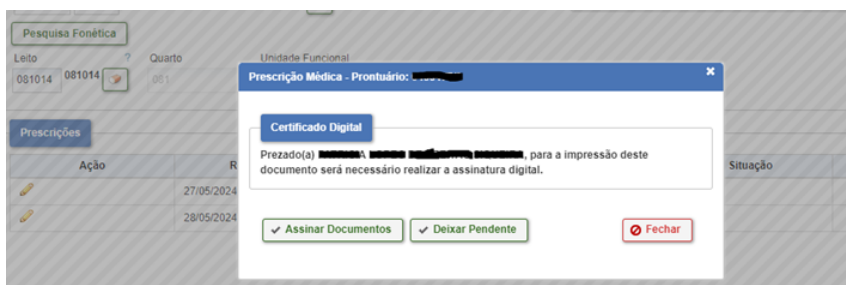 Pesquisa Fonética
Leito ? Quarto Unidade Funcional
081014 081014 081
Prescrição Médica - Prontuário:
Certificado Digital
Prezado(a) A , para a impressão deste
documento será necessário realizar a assinatura digital.
Prescrições
Ação R Situação
27/05/2024
28/05/2024
Assinar Documentos Deixar Pendente Fechar